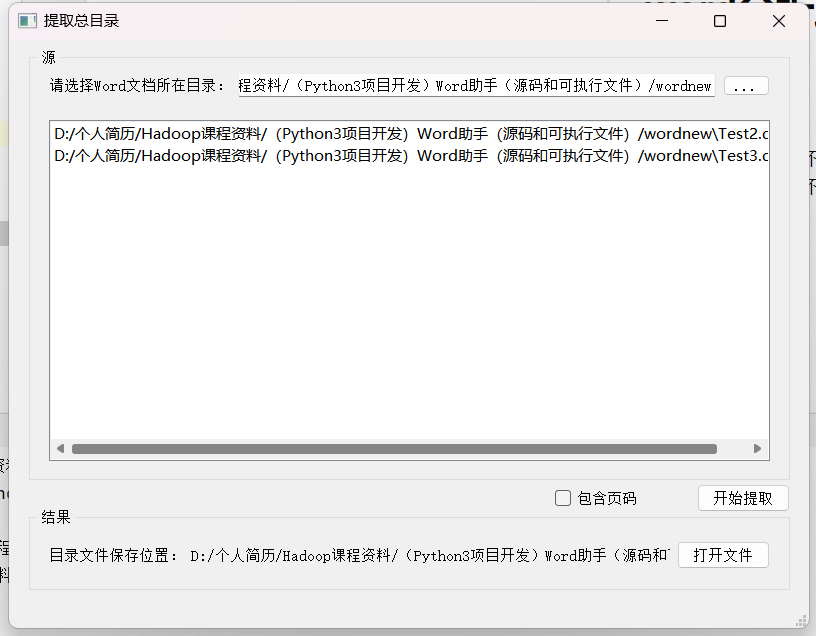 提取总目录
源
请选择Word文档所在目录： 程资料/（Python3项目开发）Word助手（源码和可执行文件）/wordnew ...
D:/个人简历/Hadoop课程资料/（Python3项目开发）Word助手（源码和可执行文件）/wordnew\Test2.d
D:/个人简历/Hadoop课程资料/（Python3项目开发）Word助手（源码和可执行文件）/wordnew\Test3.d
包含页码 开始提取
结果
目录文件保存位置： D:/个人简历/Hadoop课程资料/（Python3项目开发）Word助手（源码和 打开文件